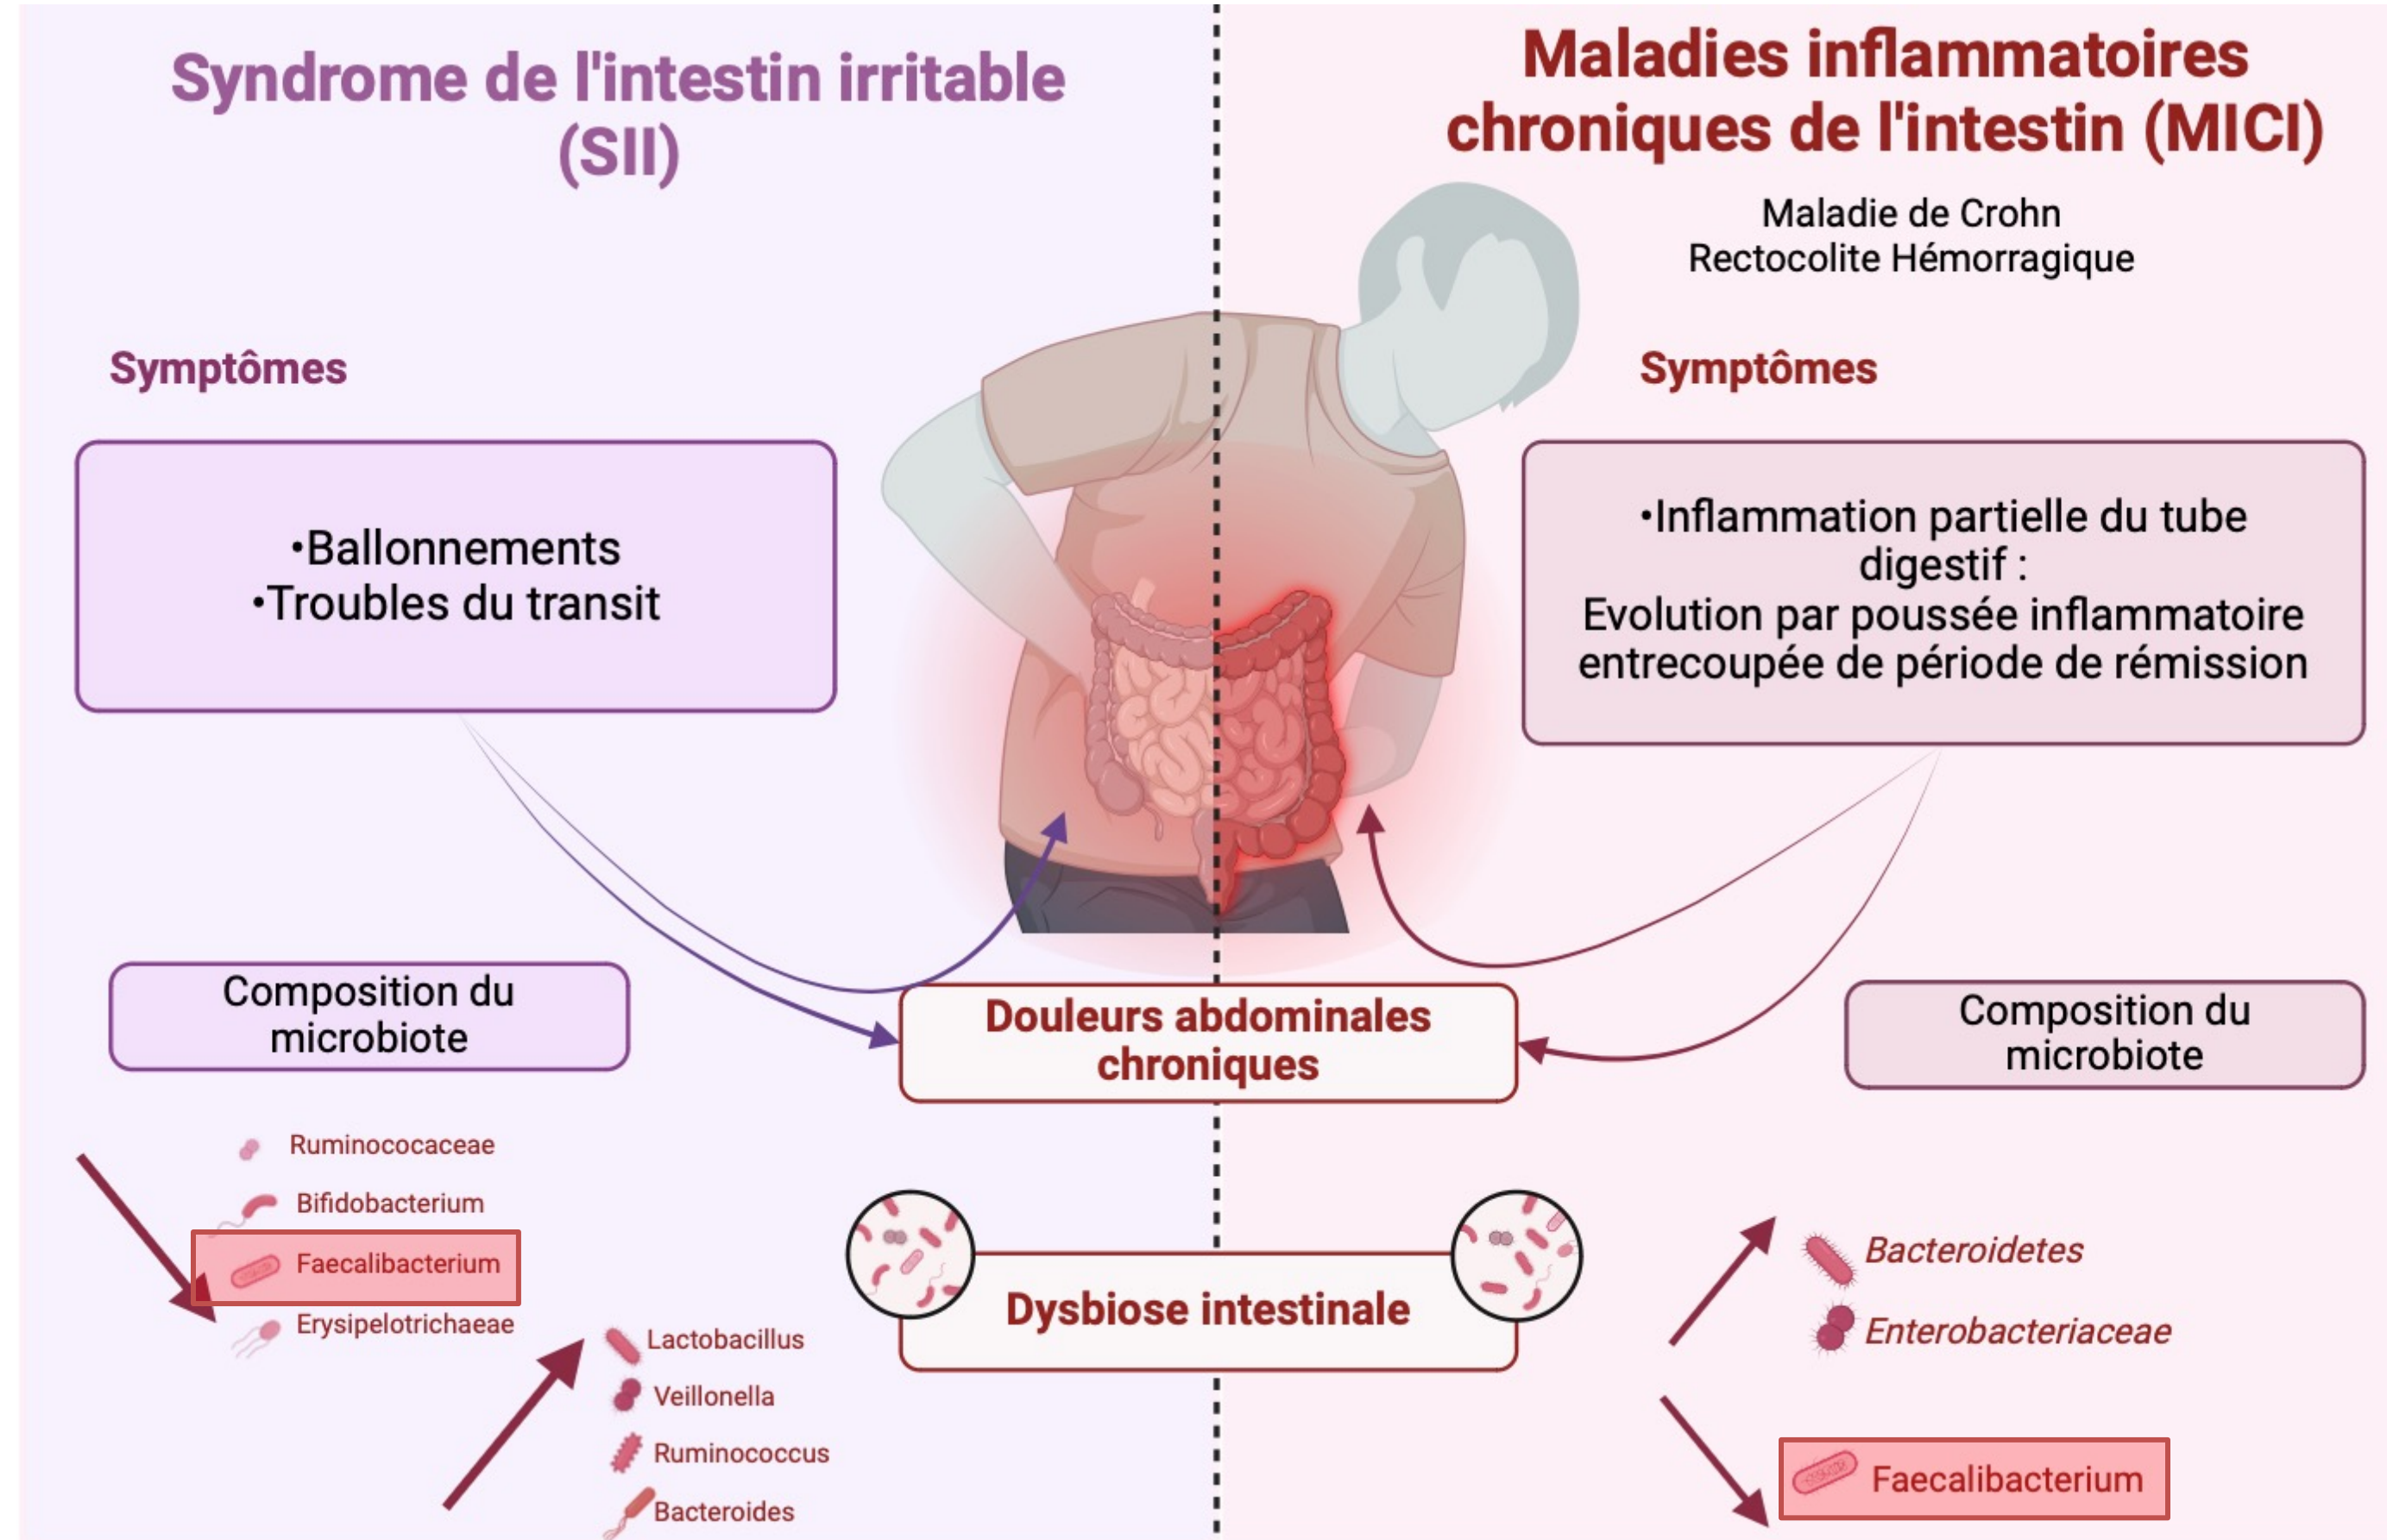 Syndrome de l'intestin irritable
(SII)
Symptômes
•Ballonnements
•Troubles du transit
Composition du
microbiote
Ruminococaceae
Bifidobacterium
Faecalibacterium
Erysipelotrichaeae
Lactobacillus
Veillonella
Ruminococcus
Bacteroides
Douleurs abdominales
chroniques
Dysbiose intestinale
Maladies inflammatoires
chroniques de l'intestin (MICI)
Maladie de Crohn
Rectocolite Hémorragique
Symptômes
•Inflammation partielle du tube
digestif :
Evolution par poussée inflammatoire
entrecoupée de période de rémission
Composition du
microbiote
Bacteroidetes
Enterobacteriaceae
Faecalibacterium